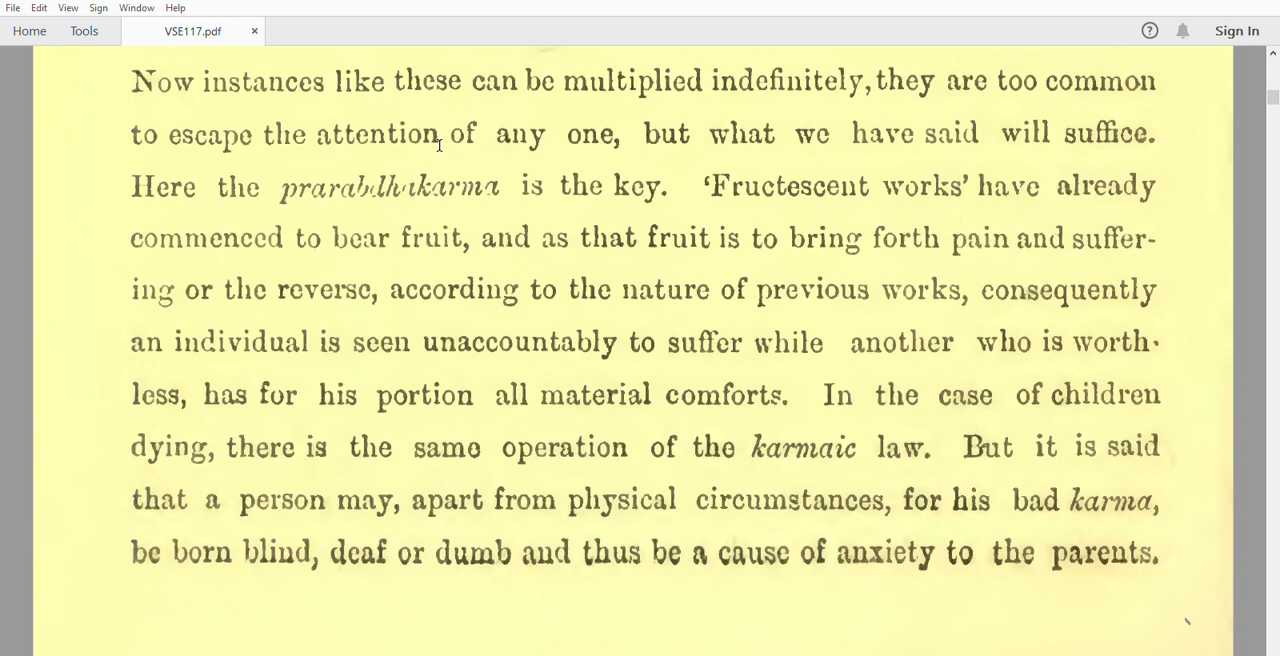 File Edit View Sign Window Help
Home Tools VSE117.pdf × ? Sign In
Now instances like these can be multiplied indefinitely, they are too common
to escape the attention of any one, but what we have said will suffice.
Here the prarabdhakarma is the key. ‘Fructescent works’ have already
commenced to bear fruit, and as that fruit is to bring forth pain and suffer-
ing or the reverse, according to the nature of previous works, consequently
an individual is seen unaccountably to suffer while another who is worth-
less, has for his portion all material comforts. In the case of children
dying, there is the same operation of the karmaic law. But it is said
that a person may, apart from physical circumstances, for his bad karma,
be born blind, deaf or dumb and thus be a cause of anxiety to the parents.